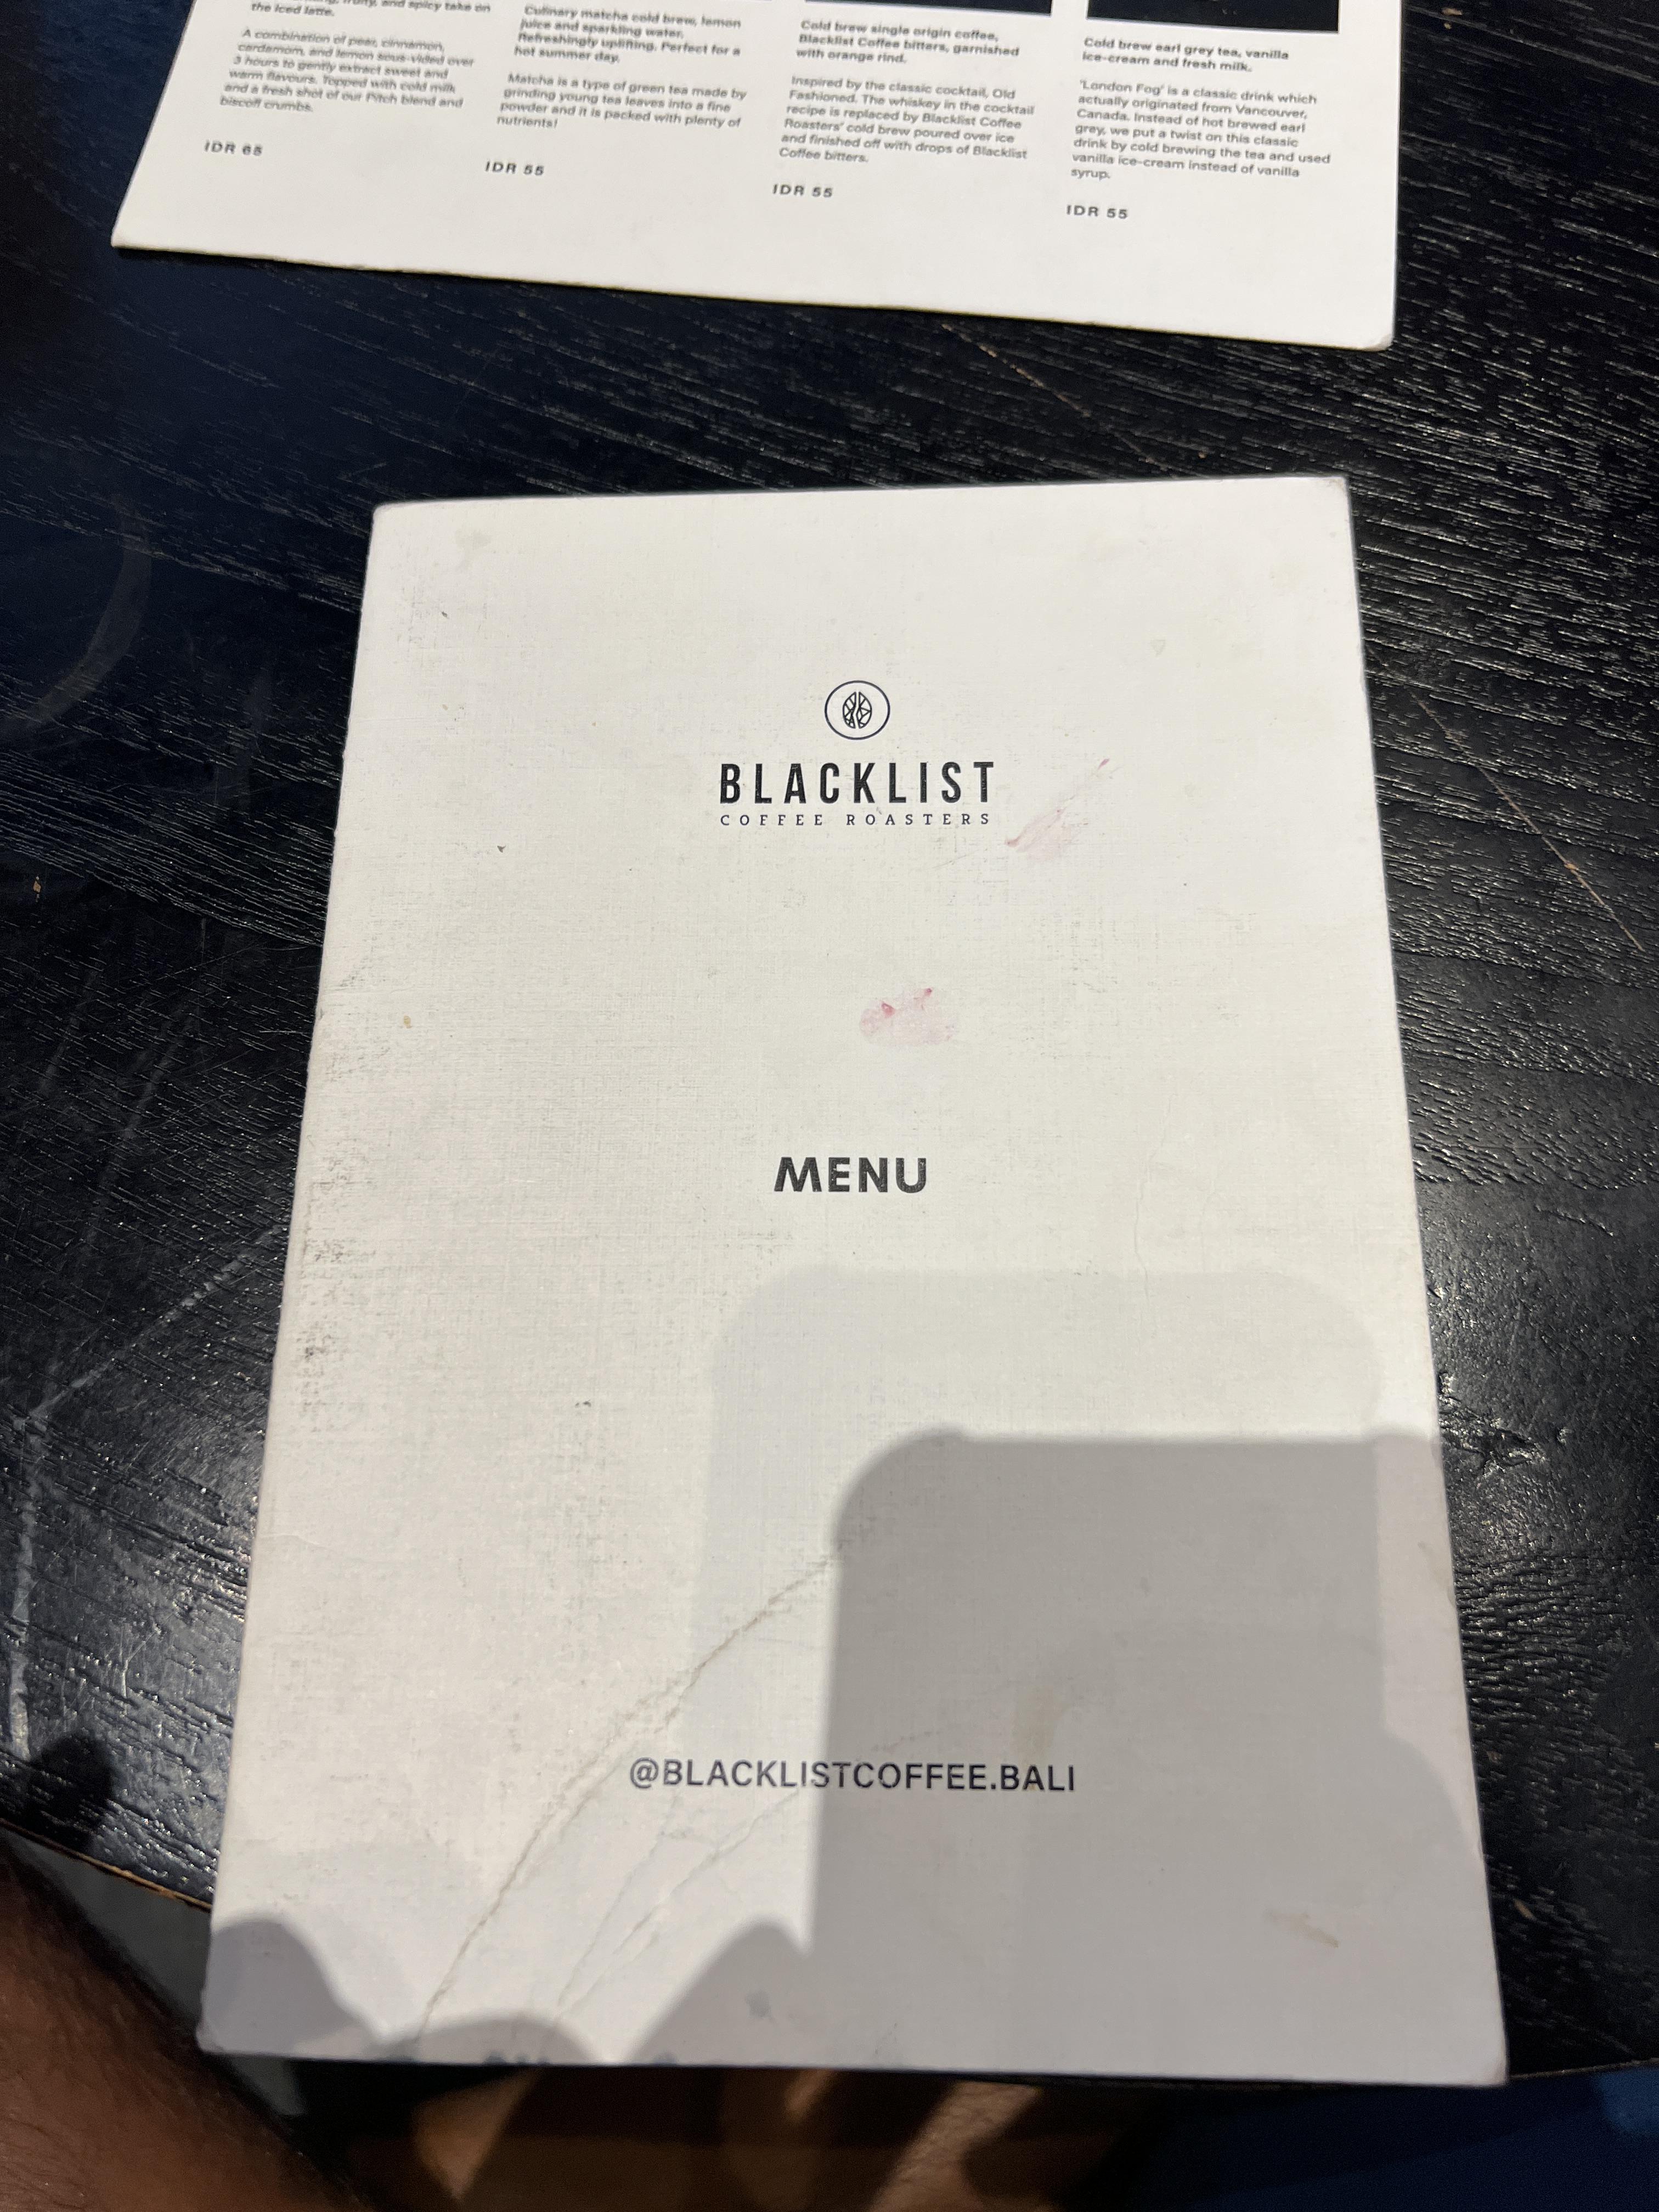 fruity, and spicy take on
the iced latte.
A combination of pear, cinnamon,
cardamom, and lemon sous-vided over
3 hours to gently extract sweet and
warm flavours. Topped with cold milk
and a fresh shot of our Pitch blend and
biscoff crumbs.
IDR 65
Culinary matcha cold brew, lemon
juice and sparkling water.
Refreshingly uplifting. Perfect for a
hot summer day.
Matcha is a type of green tea made by
grinding young tea leaves into a fine
powder and it is packed with plenty of
nutrients!
IDR 55
Cold brew single origin coffee,
Blacklist Coffee bitters, garnished
with orange rind.
Inspired by the classic cocktail, Old
Fashioned. The whiskey in the cocktail
recipe is replaced by Blacklist Coffee
Roasters' cold brew poured over ice
and finished off with drops of Blacklist
Coffee bitters.
IDR 55
Cold brew earl grey tea, vanilla
ice-cream and fresh milk.
'London Fog' is a classic drink which
actually originated from Vancouver,
Canada. Instead of hot brewed earl
grey, we put a twist on this classic
drink by cold brewing the tea and used
vanilla ice-cream instead of vanilla
syrup.
IDR 55
BLACKLIST
COFFEE ROASTERS
MENU
@BLACKLISTCOFFEE.BALI